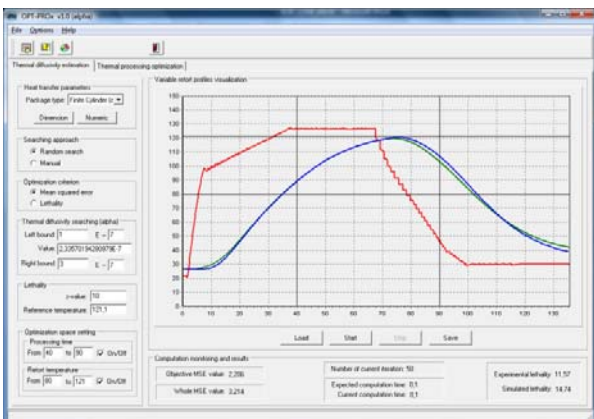 OPT-PROx v1.0 (alpha)
File Options Help
Thermal diffusivity estimation Thermal processing optimization
Heat transfer parameters
Package type: Finite Cylinder
Dimension Numeric
Searching approach
Random search
Manual
Optimization criterion
Mean squared error
Lethality
Thermal diffusivity searching (alpha)
Left bound: 1 E - 7
Value:
Right bound: 3 E - 7
Lethality
z-value: 10
Reference temperature: 121,1
Optimization space setting
Processing time
From 40 to 90 On/Off
Retort temperature
From 80 to 121 On/Off
Variable retort profiles visualization
150
140
130
120
110
100
90
80
70
60
50
40
30
20
10
0
0 10 20 30 40 50 60 70 80 90 100 110 120 130
Load Start Stop Save
Computation monitoring and results
Objective MSE value: 2,206
Whole MSE value: 3,214
Number of current iteration: 50
Expected computation time: 0,1
Current computation time: 0,1
Experimental lethality: 11,57
Simulated lethality: 14,74